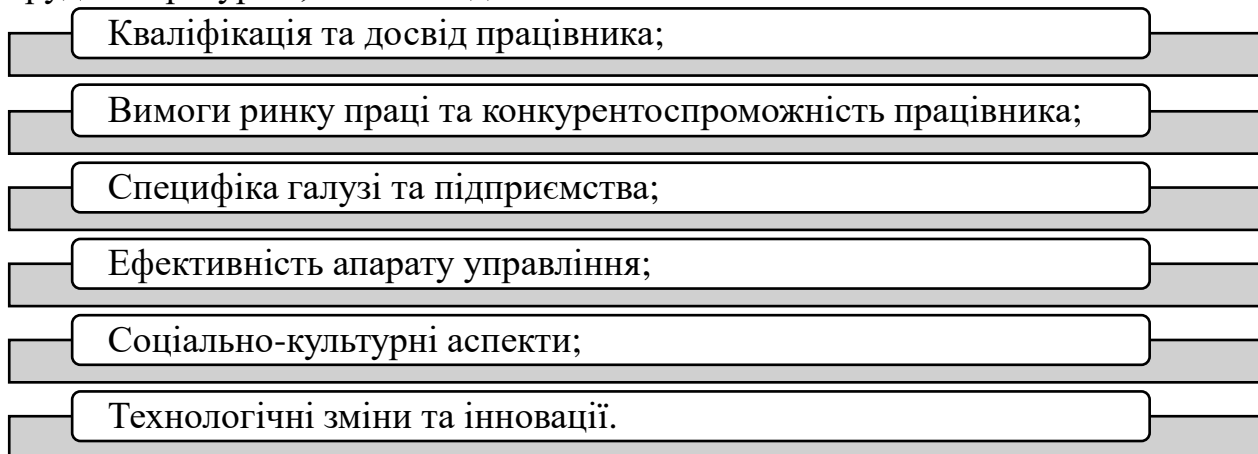 Кваліфікація та досвід працівника;
Вимоги ринку праці та конкурентоспроможність працівника;
Специфіка галузі та підприємства;
Ефективність апарату управління;
Соціально-культурні аспекти;
Технологічні зміни та інновації.